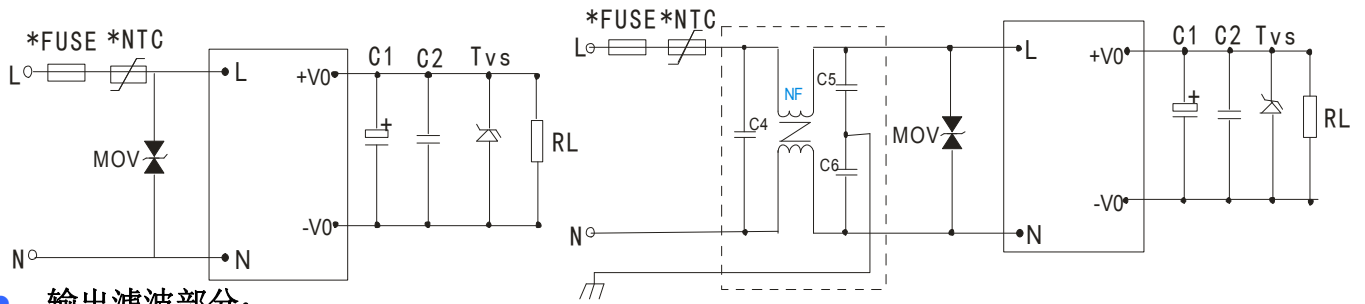 *FUSE *NTC
L
L
MOV
N
N
+V0
-V0
C1 C2 Tvs
RL
*FUSE *NTC
L
C4
NF
C5
C6
N
MOV
L
N
+V0
-V0
C1 C2 Tvs
RL
输出滤波部分: